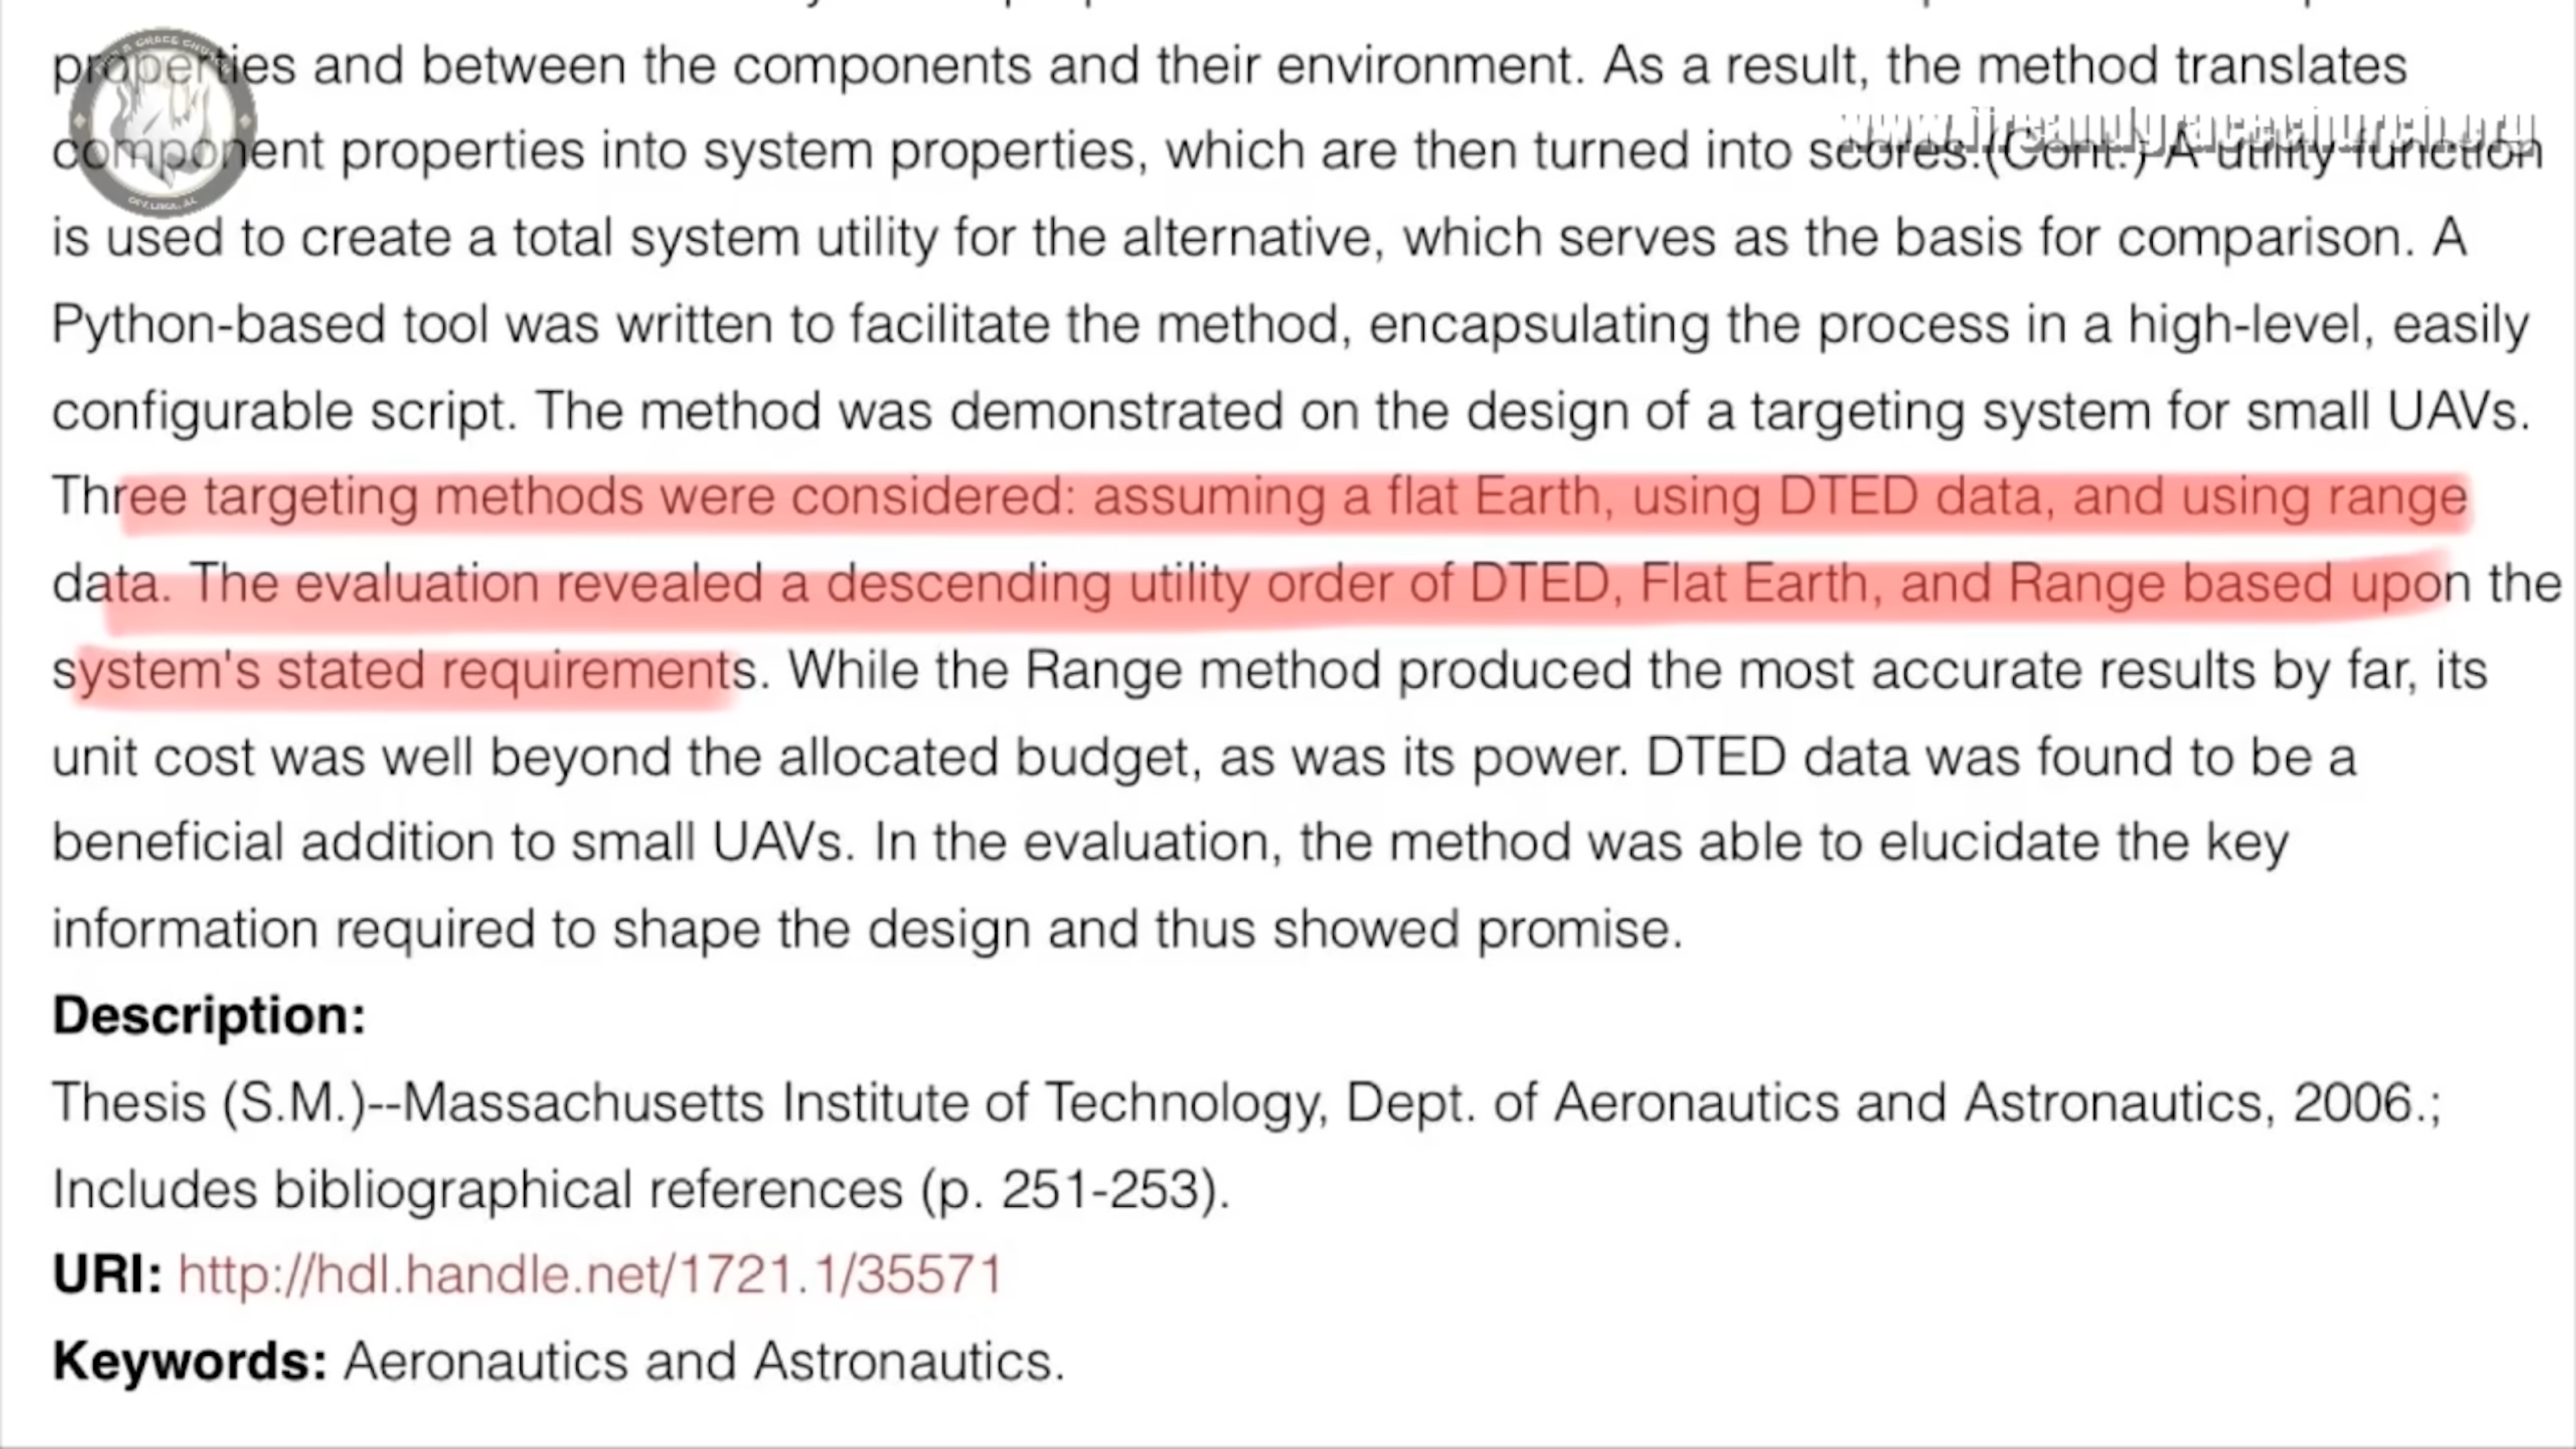 properties and between the components and their environment. As a result, the method translates
www.fireandgracechurch.org
component properties into system properties, which are then turned into scores.(Cont.) A utility function
is used to create a total system utility for the alternative, which serves as the basis for comparison. A
Python-based tool was written to facilitate the method, encapsulating the process in a high-level, easily
configurable script. The method was demonstrated on the design of a targeting system for small UAVs.
Three targeting methods were considered: assuming a flat Earth, using DTED data, and using range
data. The evaluation revealed a descending utility order of DTED, Flat Earth, and Range based upon the
system's stated requirements. While the Range method produced the most accurate results by far, its
unit cost was well beyond the allocated budget, as was its power. DTED data was found to be a
beneficial addition to small UAVs. In the evaluation, the method was able to elucidate the key
information required to shape the design and thus showed promise.
Description:
Thesis (S.M.)--Massachusetts Institute of Technology, Dept. of Aeronautics and Astronautics, 2006.;
Includes bibliographical references (p. 251-253).
URI: http://hdl.handle.net/1721.1/35571
Keywords: Aeronautics and Astronautics.